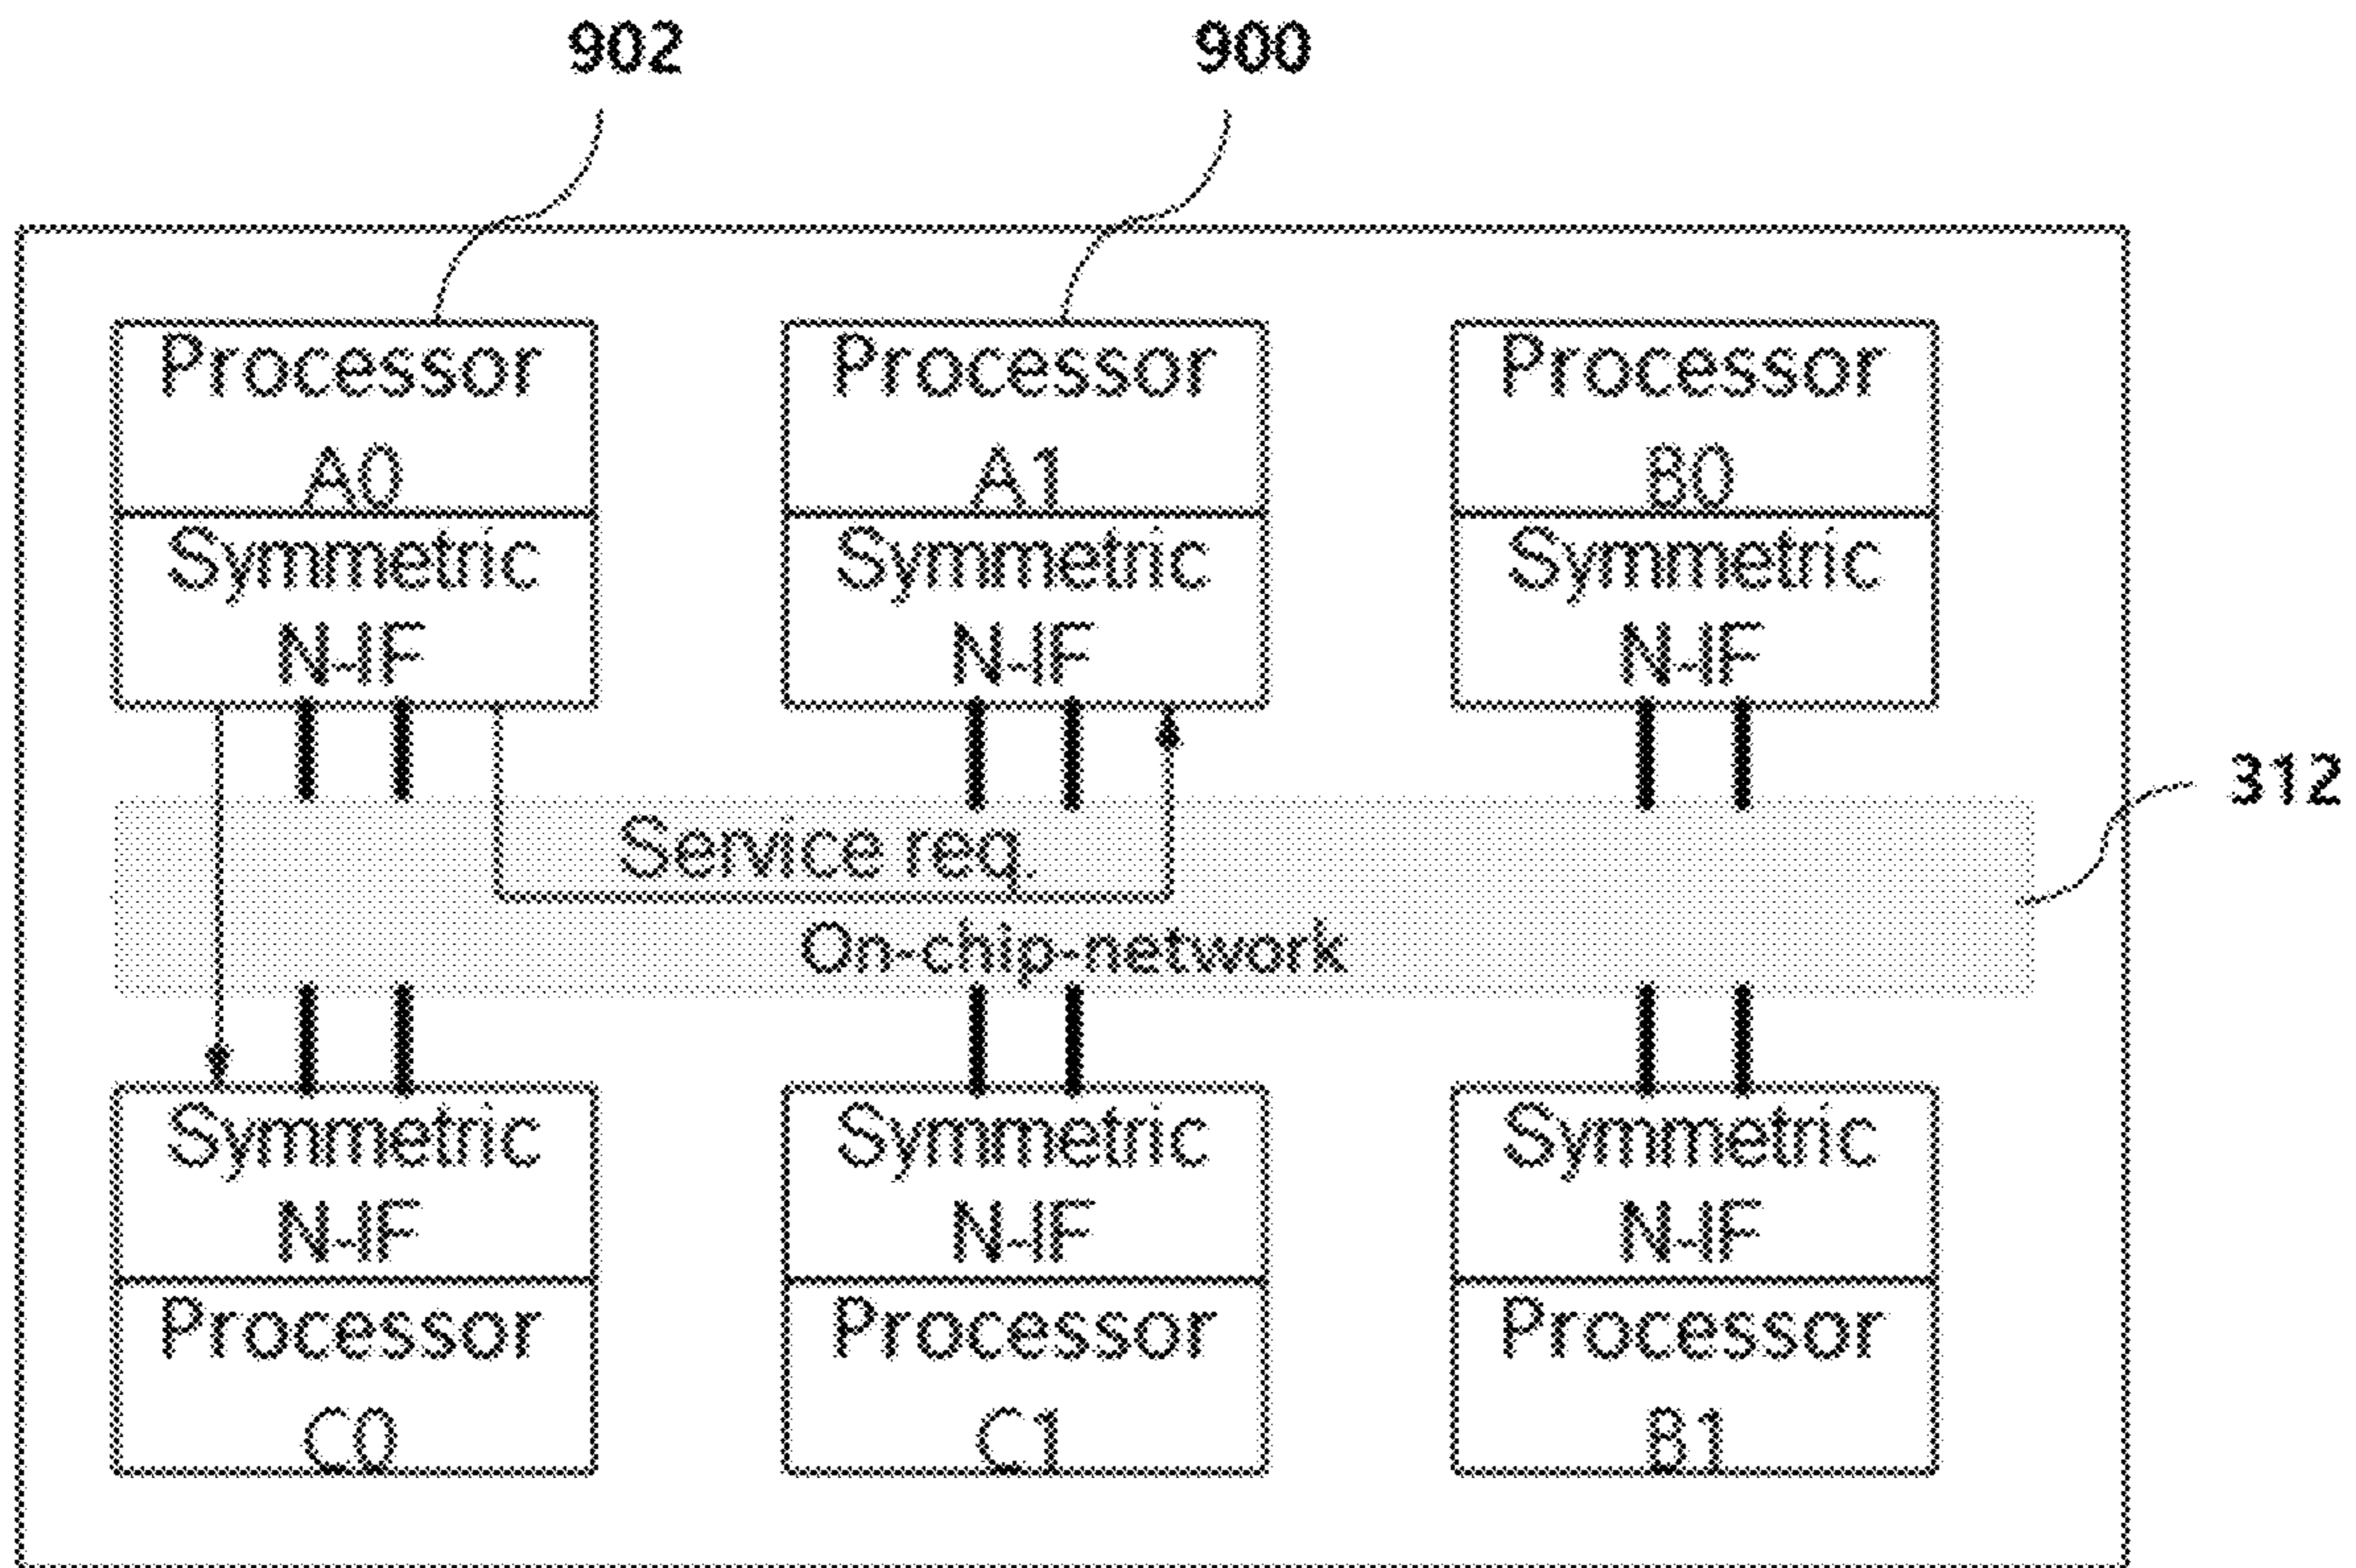 902
900
Processor
A0
Symmetric
N-IF
Processor
A1
Symmetric
N-IF
Processor
B0
Symmetric
N-IF
312
Service req.
On-chip-network
Symmetric
N-IF
Processor
C0
Symmetric
N-IF
Processor
C1
Symmetric
N-IF
Processor
B1